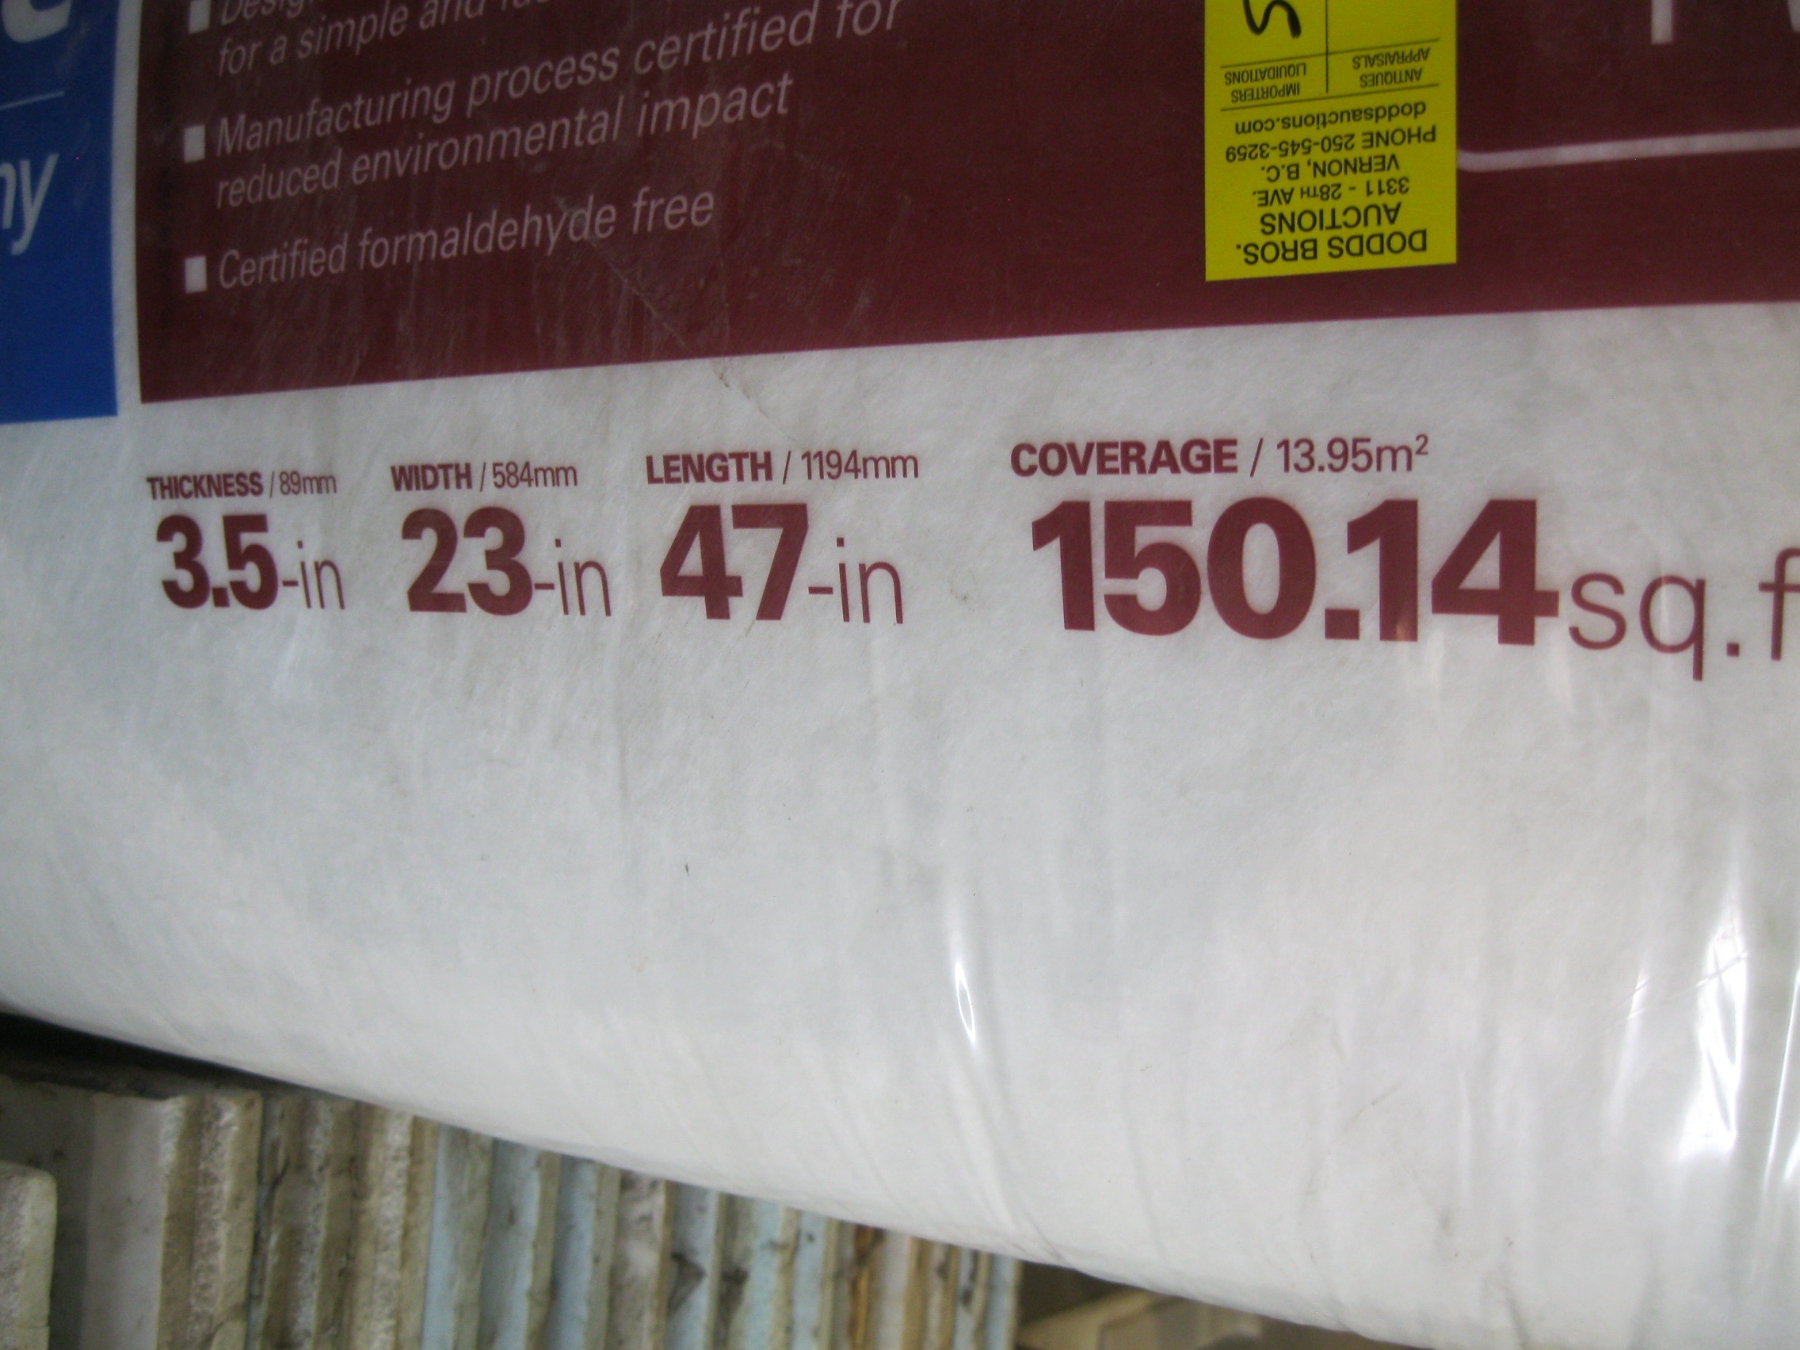 for a simple and
Manufacturing process certified for
reduced environmental impact
Certified formaldehyde free
DODDS BROS.
AUCTIONS
3311 - 28TH AVE.
VERNON, B.C.
PHONE 250-545-3259
doddsauctions.com
IMPORTERS ANTIQUES
LIQUIDATIONS APPRAISALS
THICKNESS / 89mm
3.5-in
WIDTH / 584mm
23-in
LENGTH / 1194mm
47-in
COVERAGE / 13.95m²
150.14sq.f